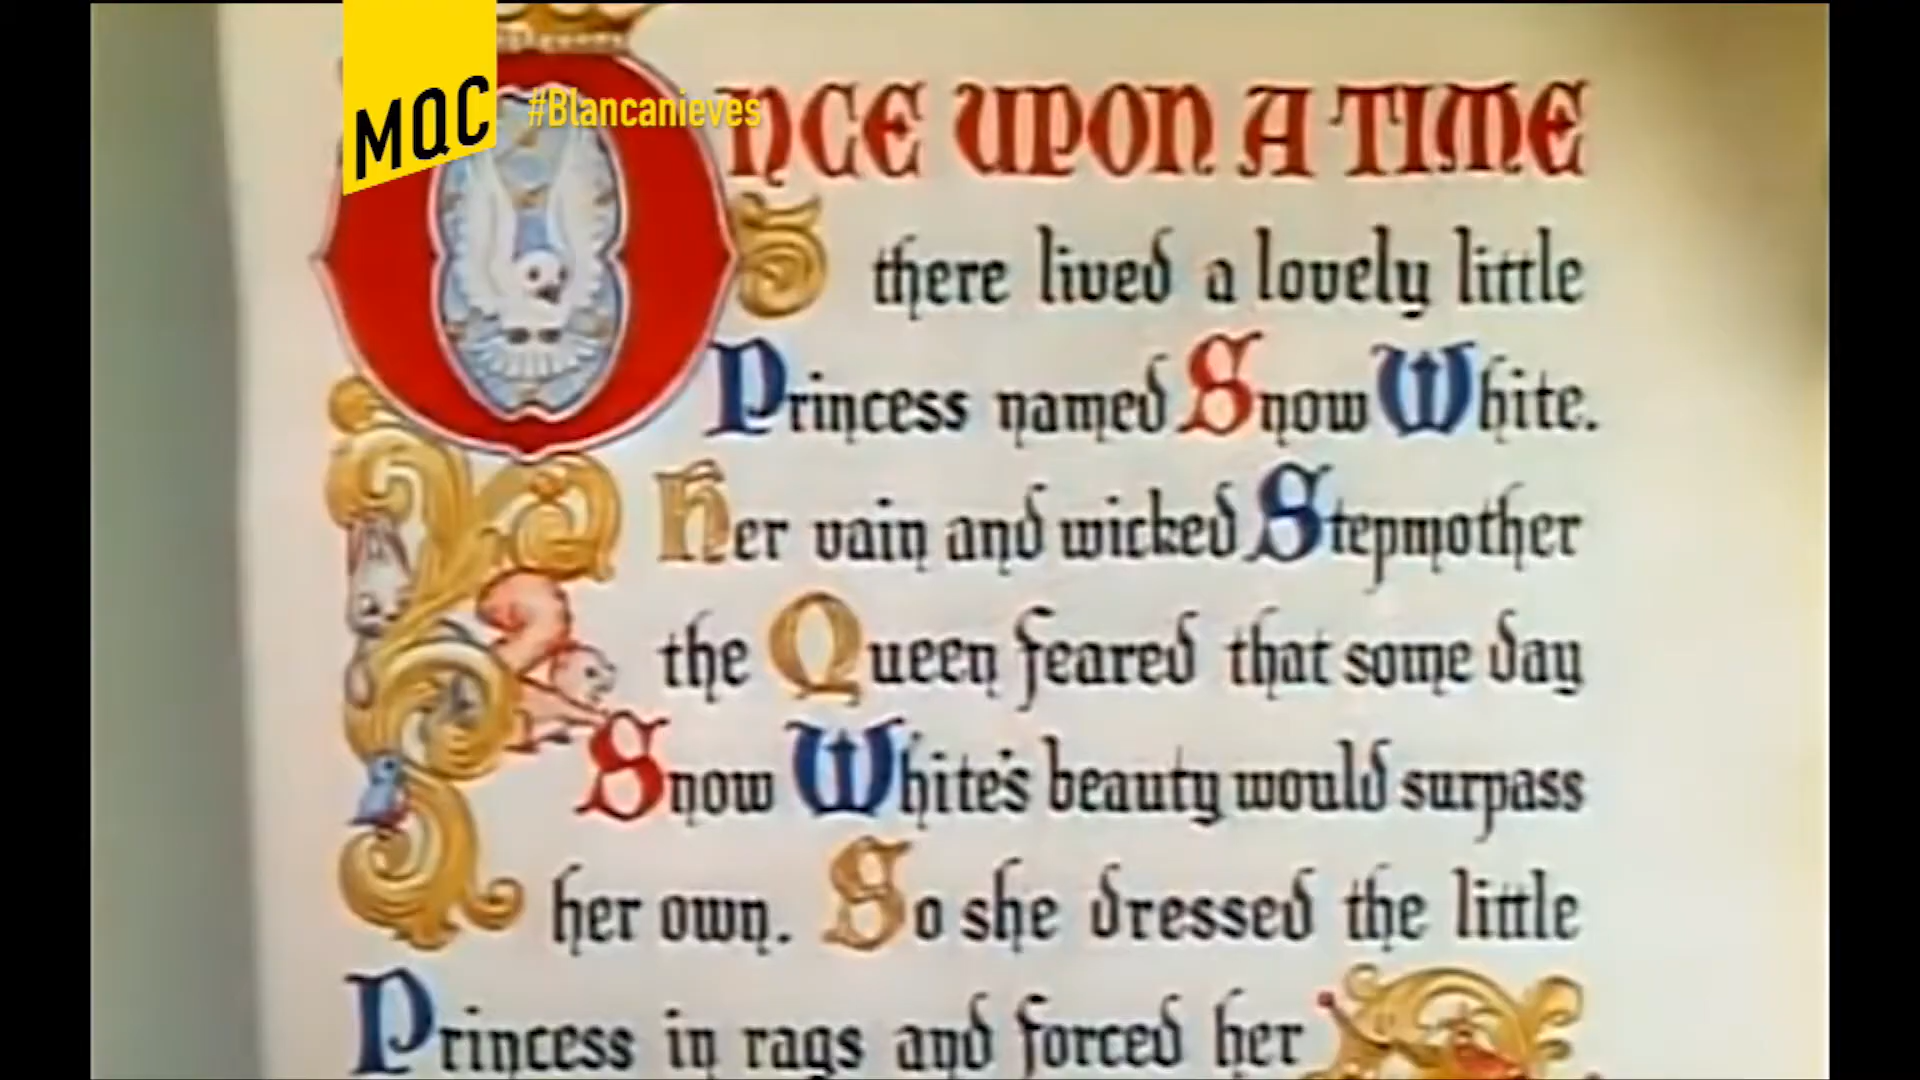 MQC
#Blancanieves
ONCE UPON A TIME
there lived a lovely little
Princess named Snow White.
Her vain and wicked Stepmother
the Queen feared that some day
Snow White's beauty would surpass
her own. So she dressed the little
Princess in rags and forced her